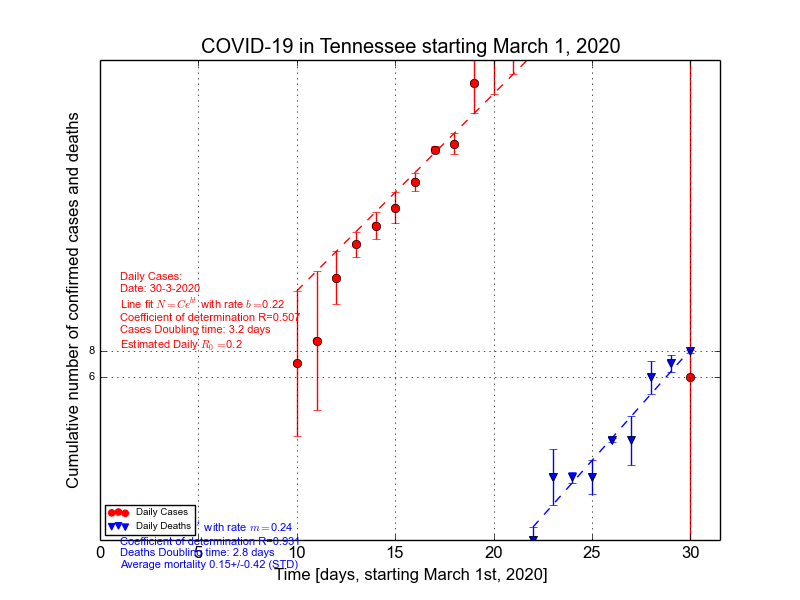 COVID-19 in Tennessee starting March 1, 2020
Cumulative number of confirmed cases and deaths
Daily Cases:
Date: 30-3-2020
Line fit N = Ce^{bt} with rate b = 0.22
Coefficient of determination R=0.507
Cases Doubling time: 3.2 days
Estimated Daily R_0 = 0.2
8
6
Daily Cases
Daily Deaths
with rate m = 0.24
Coefficient of determination R=0.931
Deaths Doubling time: 2.8 days
Average mortality 0.15+/-0.42 (STD)
0 5 10 15 20 25 30
Time [days, starting March 1st, 2020]